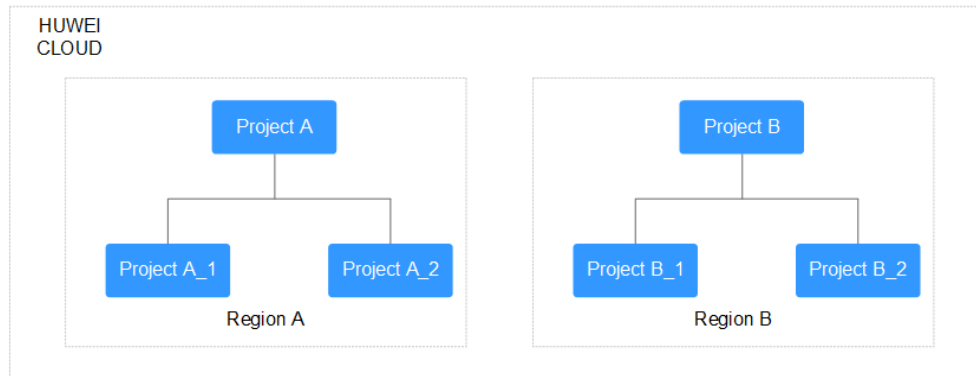 HUWEI
CLOUD
Project A
Project B
Project A_1
Project A_2
Project B_1
Project B_2
Region A
Region B